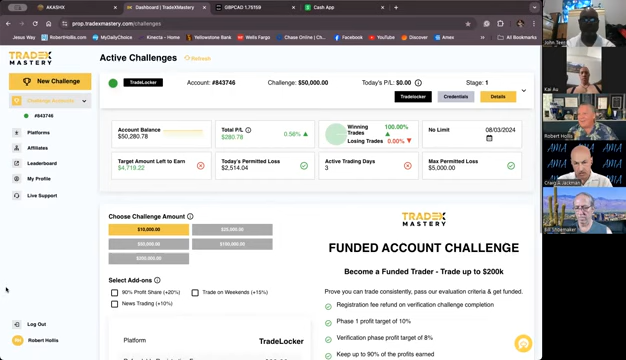 AKASHX
Dashboard | TradexMastery
GBPCAD 1.76159
Cash App
prop.tradexmastery.com/challenges
Jesus Way
RobertHollis.com
MyDailyChoice
Kinecta - Home
Yellowstone Bank
Wells Fargo
Chase Online | Ch...
Facebook
YouTube
Discover
Amex
All Bookmarks
TRADEX
MASTERY
Active Challenges
Refresh
New Challenge
Challenge Accounts
#843746
Platforms
Affiliates
Leaderboard
My Profile
Live Support
Log Out
RH
Robert Hollis
TradeLocker
Account: #843746
Challenge: $50,000.00
Today's P/L: $0.00
Stage: 1
Tradelocker
Credentials
Details
Account Balance
$50,280.78
Total P/L
$280.78
0.56%
Winning
Trades
100.00%
Losing Trades
0.00%
No Limit
08/03/2024
Target Amount Left to Earn
$4,719.22
Today's Permitted Loss
$2,514.04
Active Trading Days
3
Max Permitted Loss
$5,000.00
Choose Challenge Amount
$10,000.00
$25,000.00
$50,000.00
$100,000.00
$200,000.00
Select Add-ons
90% Profit Share (+20%)
Trade on Weekends (+15%)
News Trading (+10%)
Platform
TradeLocker
TRADEX
MASTERY
FUNDED ACCOUNT CHALLENGE
Become a Funded Trader - Trade up to $200k
Prove you can trade consistently, pass our evaluation criteria & get funded.
Registration fee refund on verification challenge completion
Phase 1 profit target of 10%
Verification phase profit target of 8%
Keep up to 90% of the profits earned
Kai Au
Robert Hollis
Craig A Jackman
Bill Shoemaker